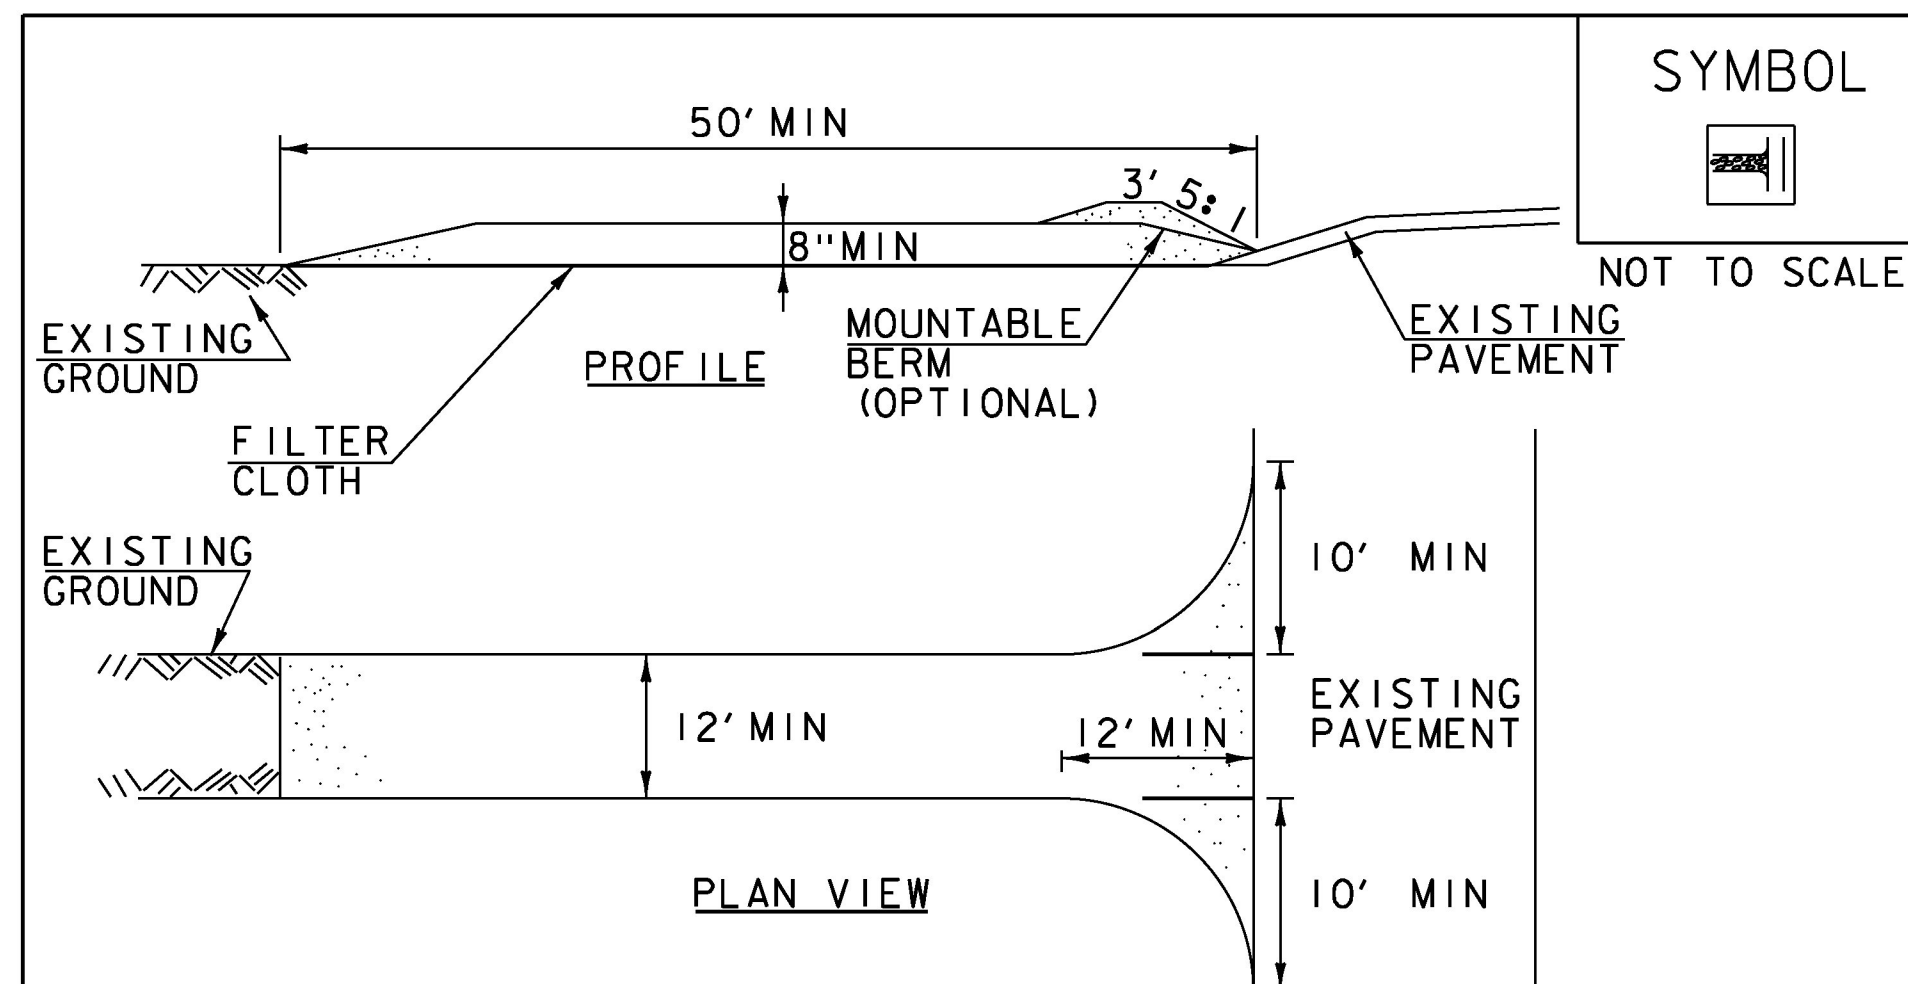 SYMBOL
50' MIN
3' 5:1
8" MIN
NOT TO SCALE
EXISTING
GROUND
PROFILE
MOUNTABLE
BERM
(OPTIONAL)
EXISTING
PAVEMENT
FILTER
CLOTH
EXISTING
GROUND
10' MIN
12' MIN
12' MIN
EXISTING
PAVEMENT
PLAN VIEW
10' MIN